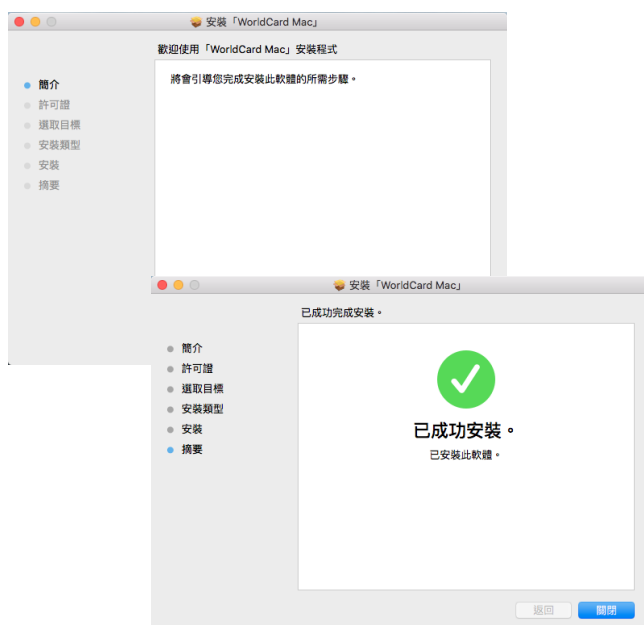 安裝「WorldCard Mac」
歡迎使用「WorldCard Mac」安裝程式
將會引導您完成安裝此軟體的所需步驟。
簡介
許可證
選取目標
安裝類型
安裝
摘要
安裝「WorldCard Mac」
已成功完成安裝。
簡介
許可證
選取目標
安裝類型
安裝
摘要
已成功安裝。
已安裝此軟體。
返回
關閉